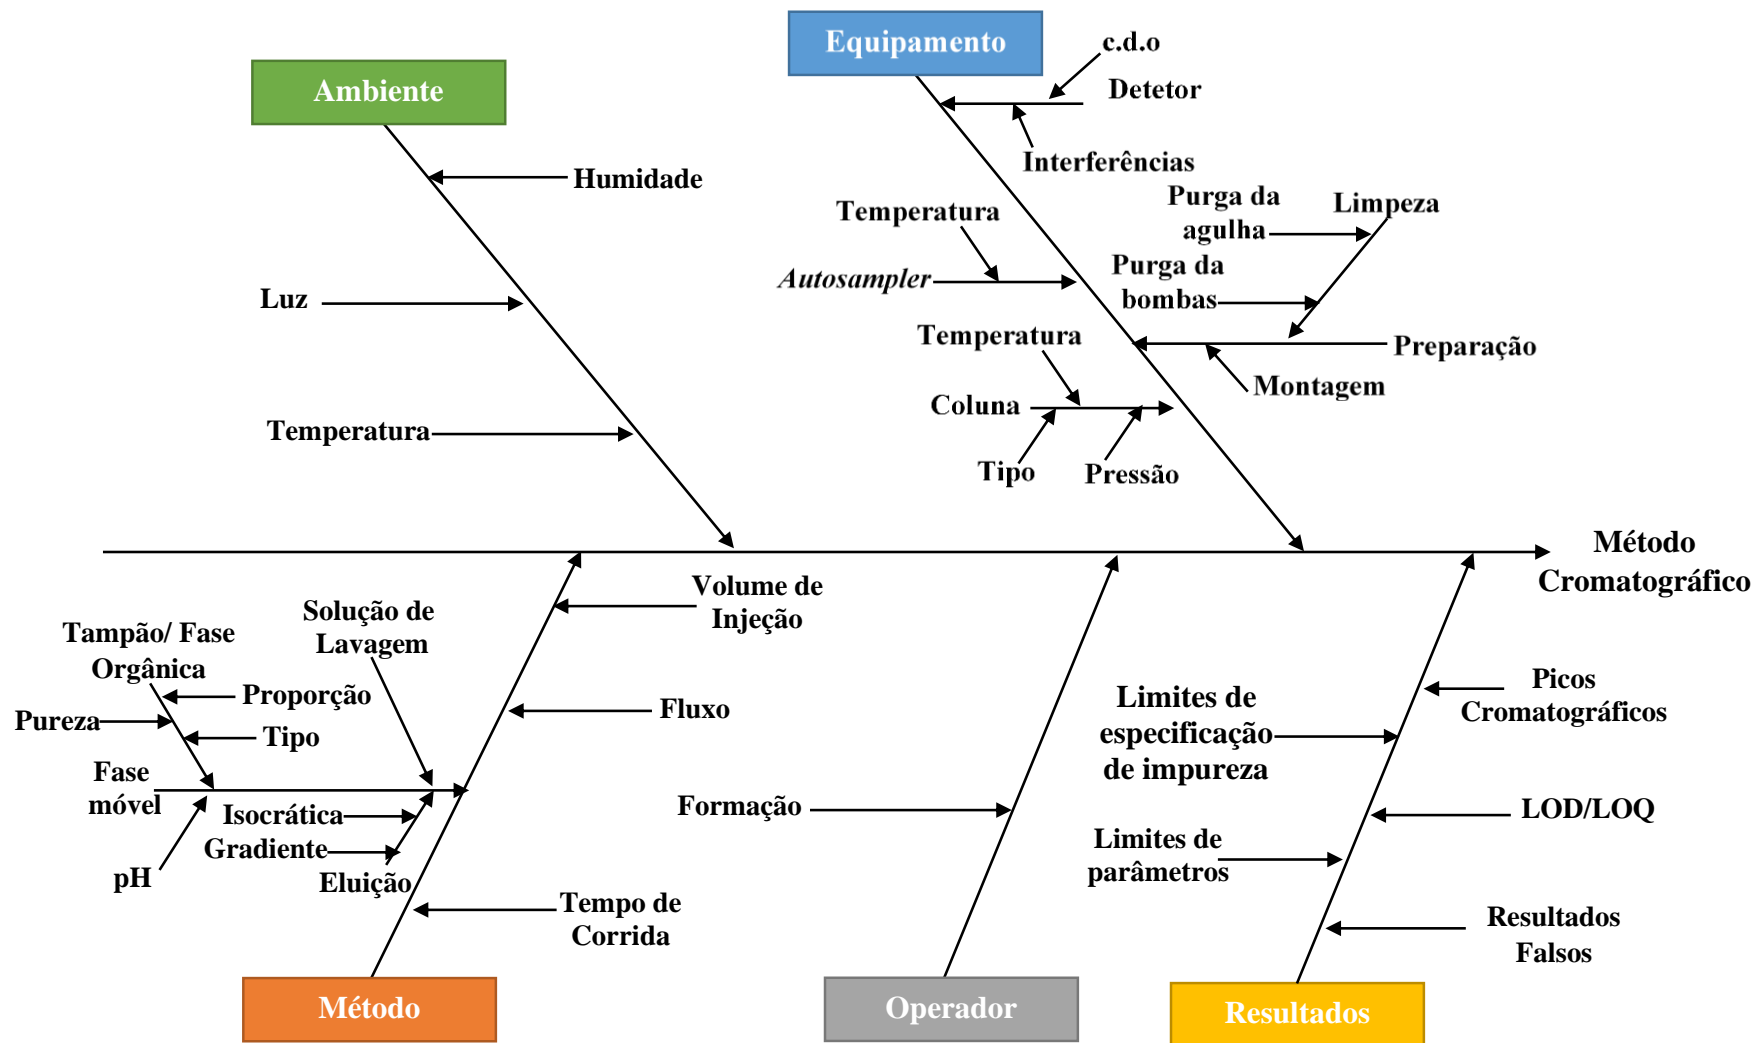 Equipamento
c.d.o
Detetor
Interferências
Ambiente
Humidade
Luz
Temperatura
Temperatura
Autosampler
Purga da
agulha
Limpeza
Purga da
bombas
Preparação
Montagem
Temperatura
Coluna
Tipo
Pressão
Método
Cromatográfico
Volume de
Injeção
Solução de
Lavagem
Tampão/ Fase
Orgânica
Proporção
Pureza
Tipo
Fase
móvel
pH
Isocrática
Gradiente
Eluição
Fluxo
Tempo de
Corrida
Método
Formação
Operador
Picos
Cromatográficos
Limites de
especificação
de impureza
LOD/LOQ
Limites de
parâmetros
Resultados
Falsos
Resultados